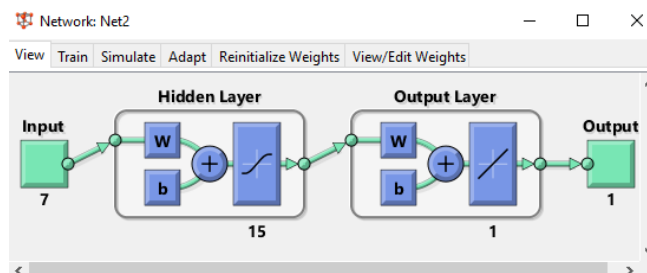 Network: Net2
View Train Simulate Adapt Reinitialize Weights View/Edit Weights
Hidden Layer Output Layer
Input Output
W W
b b
7 1
15 1